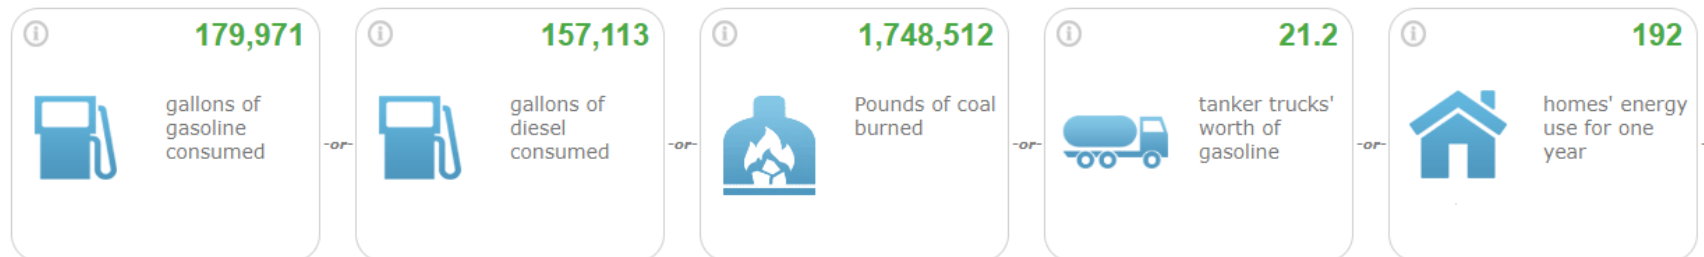 179,971
gallons of
gasoline
consumed
-or-
157,113
gallons of
diesel
consumed
-or-
1,748,512
Pounds of coal
burned
-or-
21.2
tanker trucks'
worth of
gasoline
-or-
192
homes' energy
use for one
year